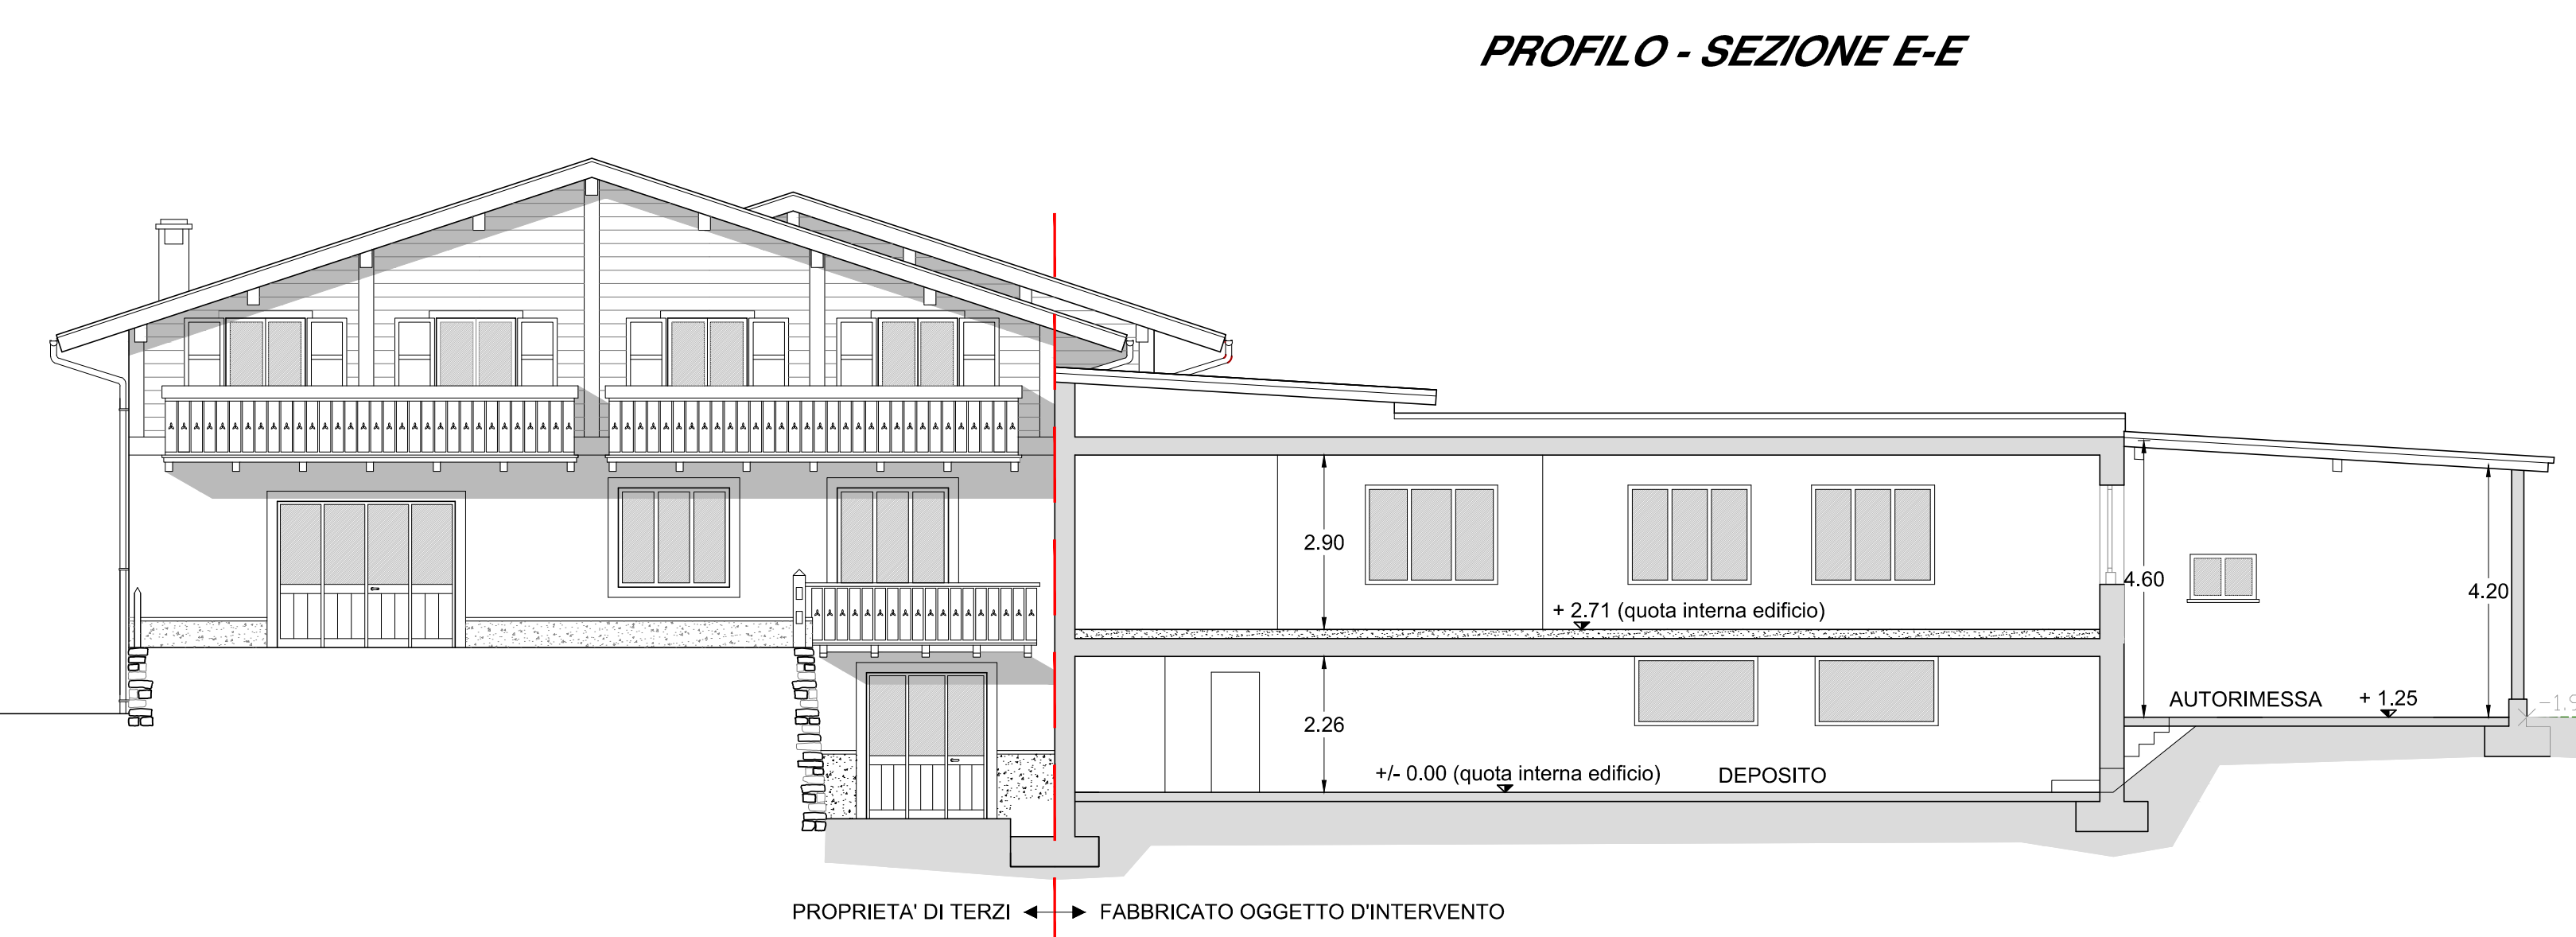 PROFILO - SEZIONE E-E
2.90
4.60
4.20
+ 2.71 (quota interna edificio)
AUTORIMESSA + 1.25
2.26
+/- 0.00 (quota interna edificio) DEPOSITO
PROPRIETA' DI TERZI FABBRICATO OGGETTO D'INTERVENTO